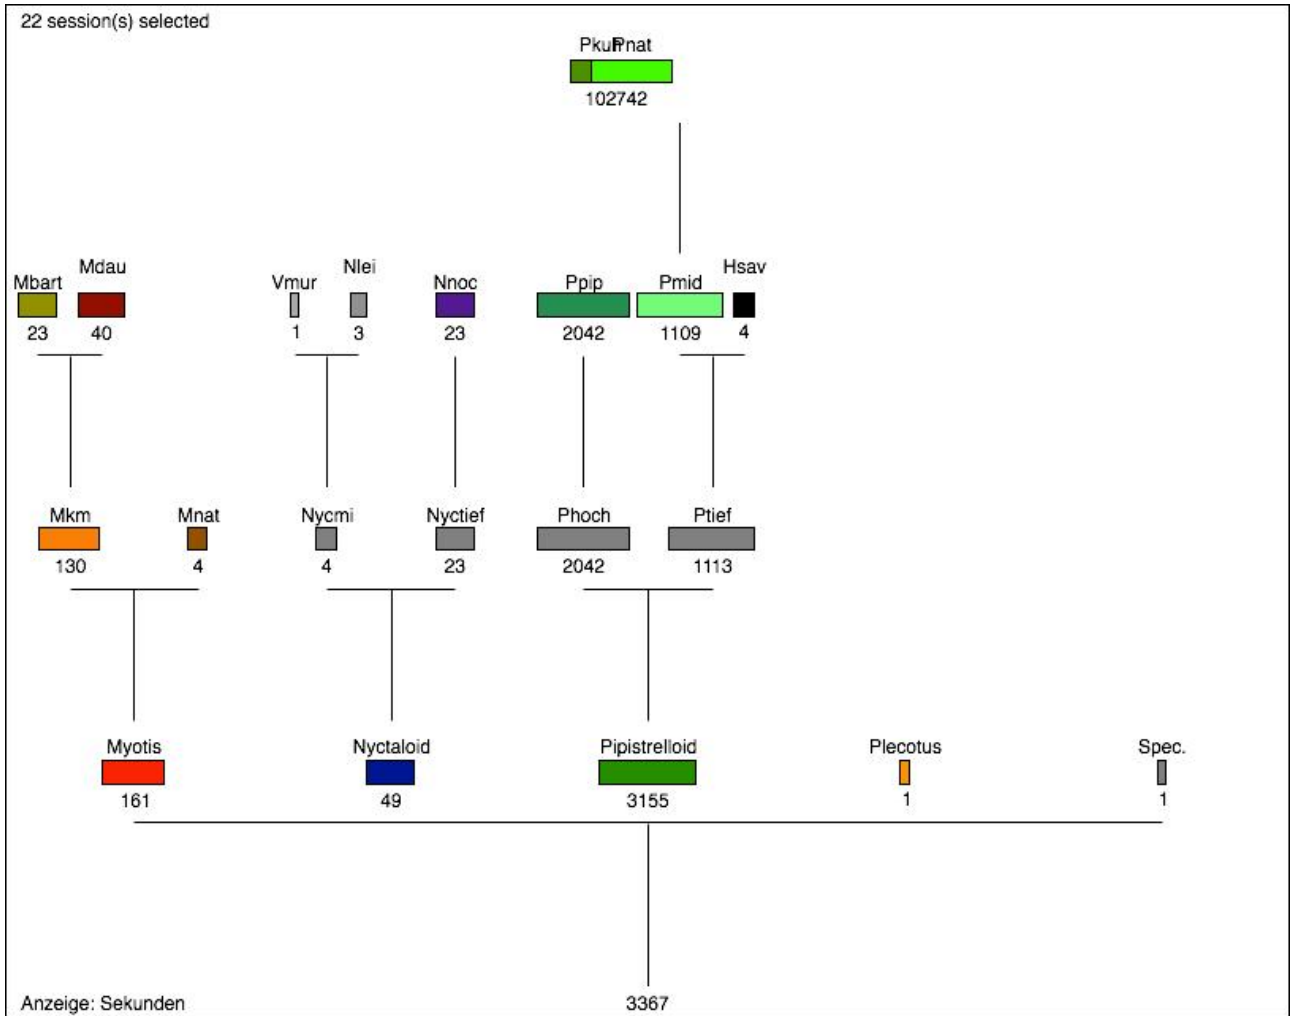 22 session(s) selected
Pkuh Pnat
102742
Mbart Mdau Vmur Nlei Nnoc Ppip Pmid Hsav
23 40 1 3 23 2042 1109 4
Mkm Mnat Nycmi Nyctief Phoch Ptief
130 4 4 23 2042 1113
Myotis Nyctaloid Pipistrelloid Plecotus Spec.
161 49 3155 1 1
Anzeige: Sekunden 3367